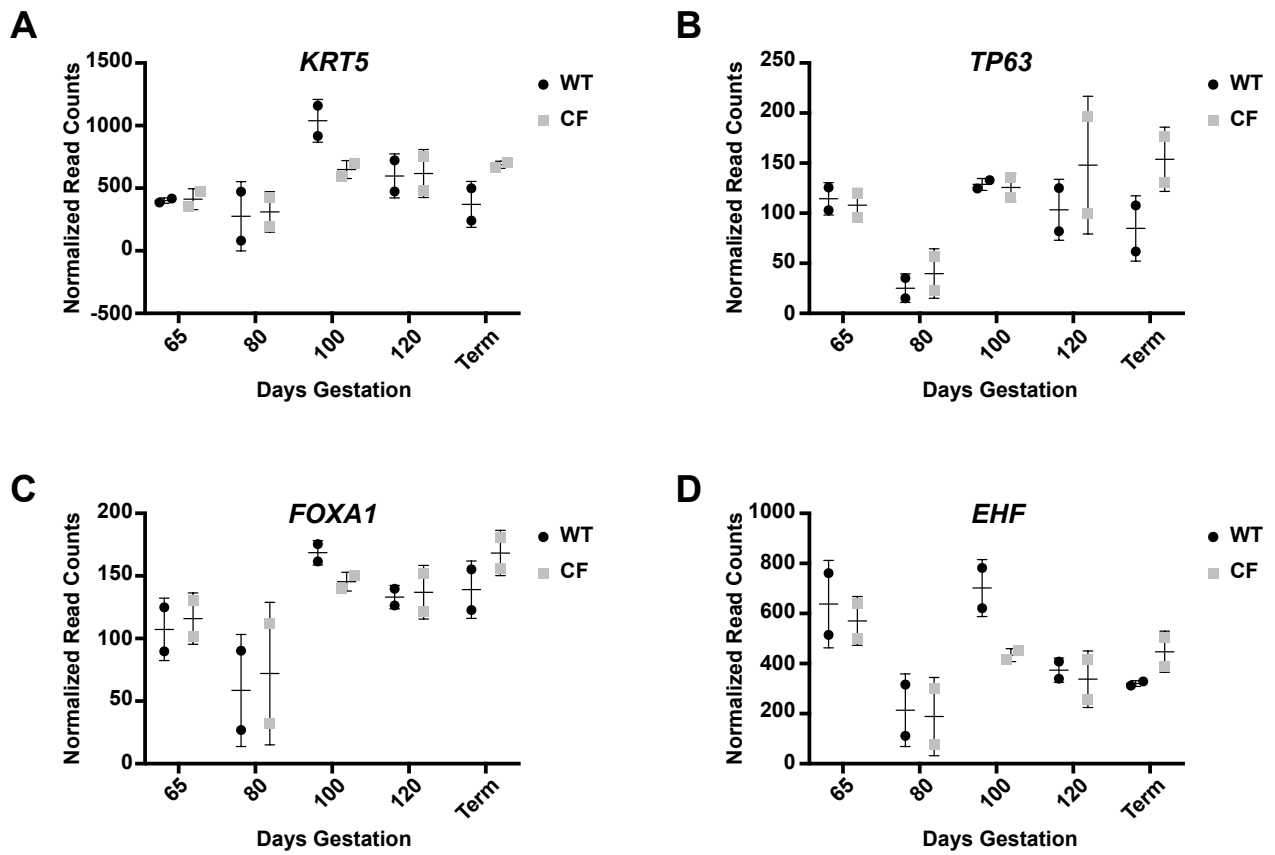 A
KRT5
Normalized Read Counts
1500
1000
500
0
-500
65
80
100
120
Term
Days Gestation
WT
CF
B
TP63
Normalized Read Counts
250
200
150
100
50
0
65
80
100
120
Term
Days Gestation
WT
CF
C
FOXA1
Normalized Read Counts
200
150
100
50
0
65
80
100
120
Term
Days Gestation
WT
CF
D
EHF
Normalized Read Counts
1000
800
600
400
200
0
65
80
100
120
Term
Days Gestation
WT
CF